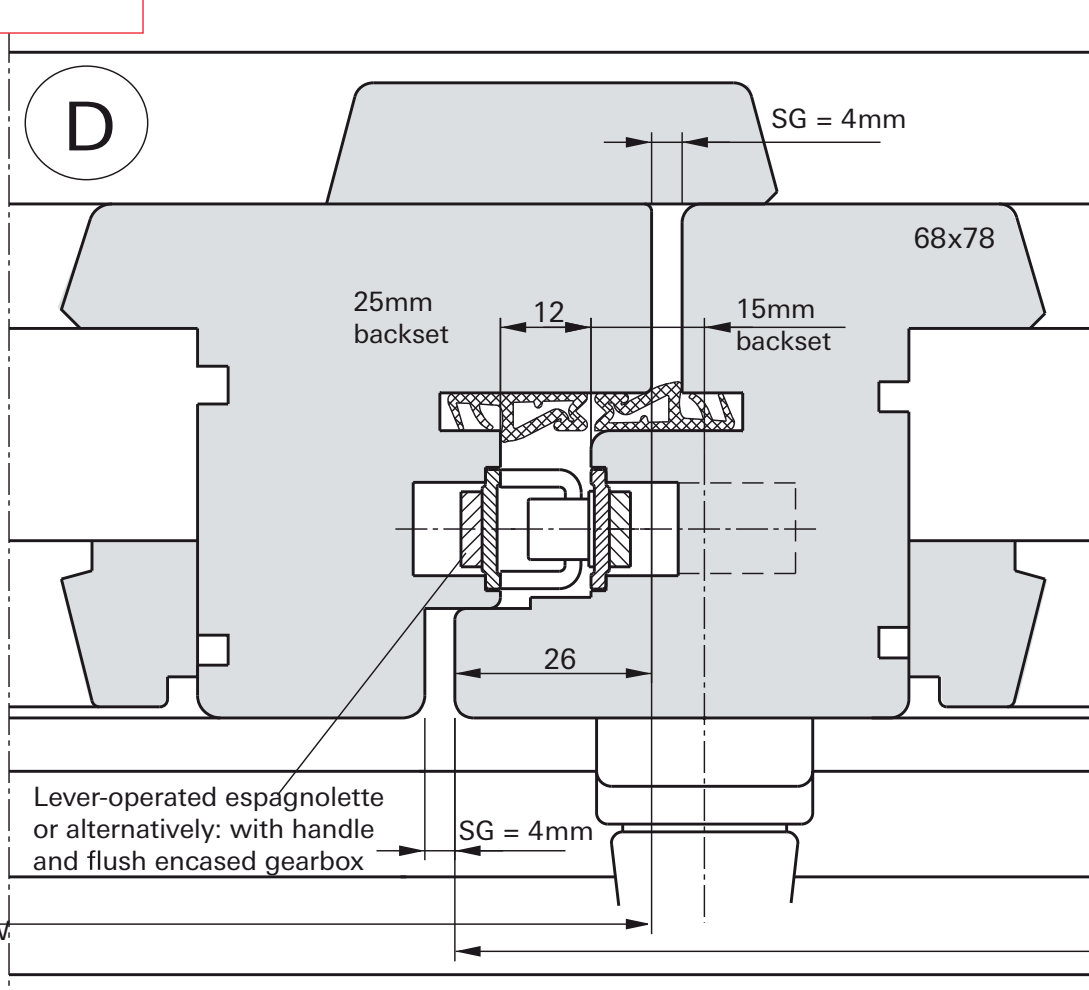 D
SG = 4mm
68x78
25mm
backset
12
15mm
backset
26
Lever-operated espagnolette
or alternatively: with handle
and flush encased gearbox
SG = 4mm